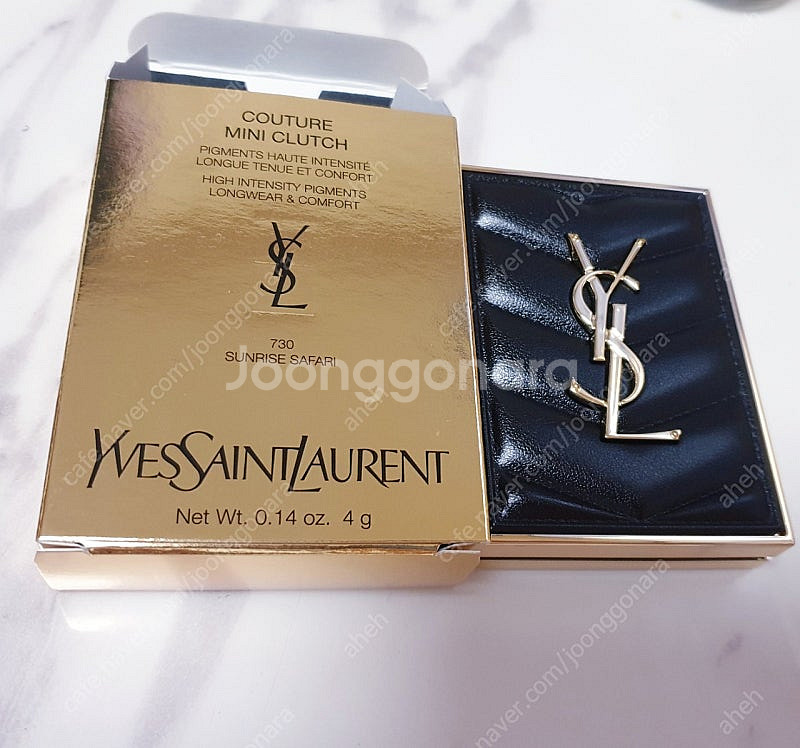 COUTURE
MINI CLUTCH
PIGMENTS HAUTE INTENSITÉ
LONGUE TENUE ET CONFORT
HIGH INTENSITY PIGMENTS
LONGWEAR & COMFORT
YSL
730
SUNRISE SAFARI
YVESSAINTLAURENT
Net Wt. 0.14 oz. 4 g
YSL
Joonggonara
cafe.naver.com/joonggonara
aheh